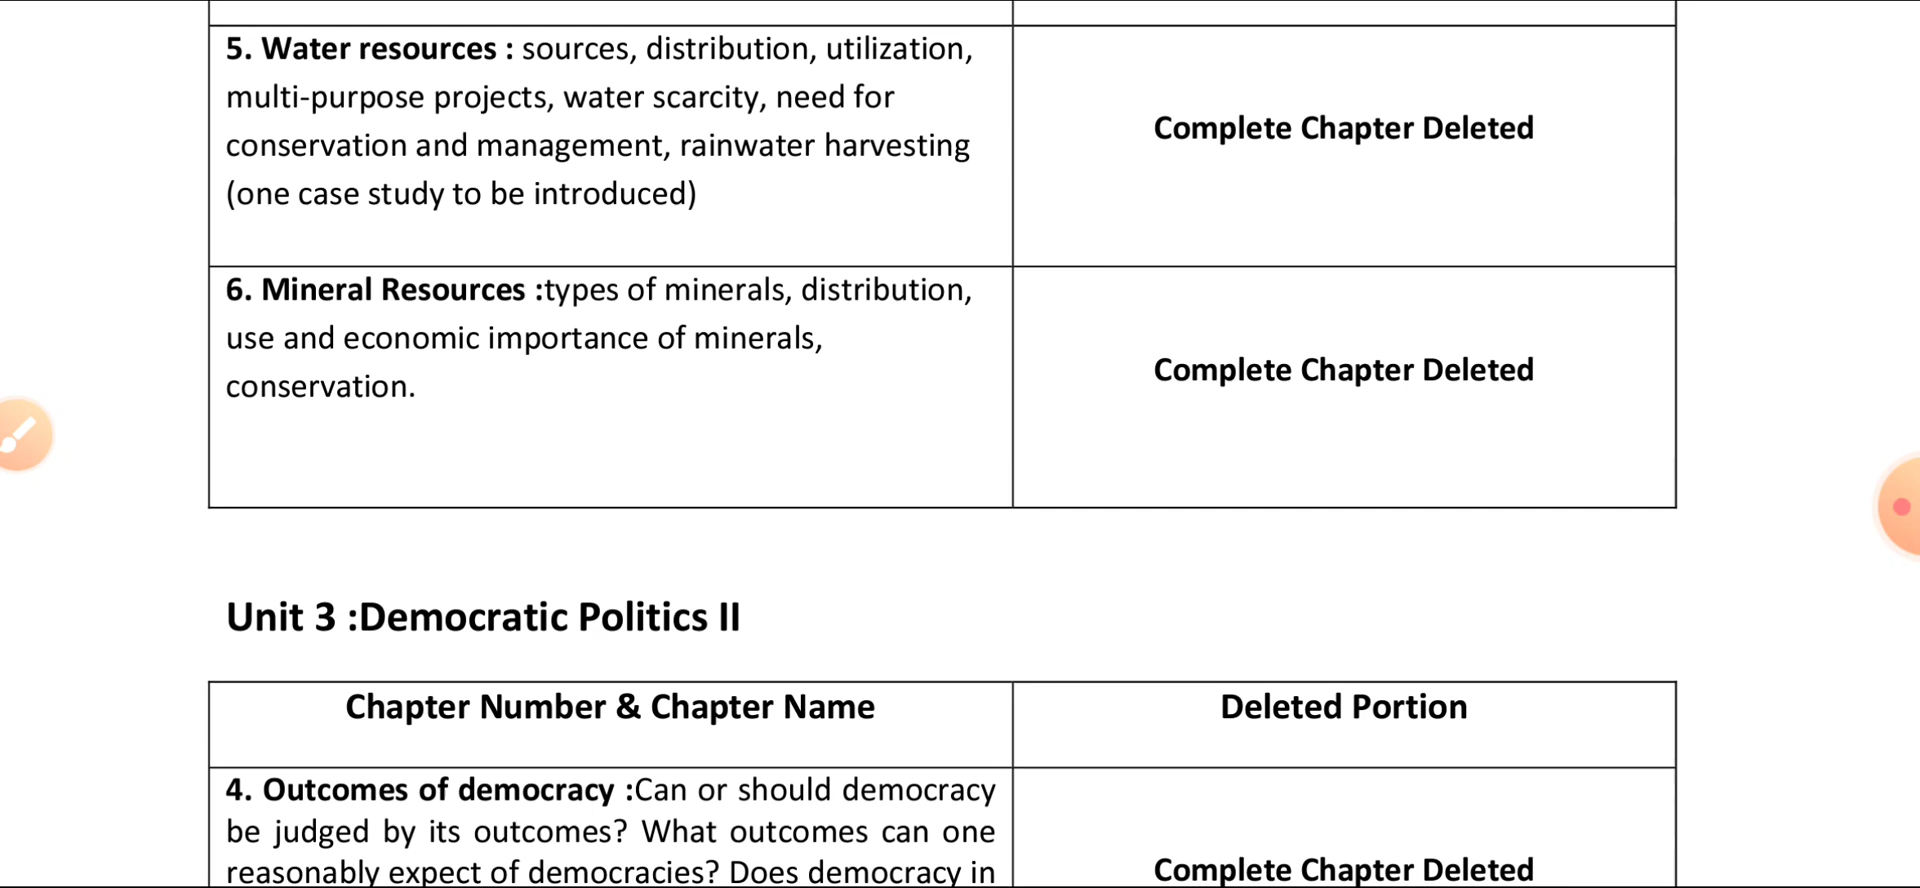 5. Water resources : sources, distribution, utilization,
multi-purpose projects, water scarcity, need for
conservation and management, rainwater harvesting
(one case study to be introduced)
Complete Chapter Deleted
6. Mineral Resources :types of minerals, distribution,
use and economic importance of minerals,
conservation.
Complete Chapter Deleted
Unit 3 :Democratic Politics II
Chapter Number & Chapter Name
Deleted Portion
4. Outcomes of democracy :Can or should democracy
be judged by its outcomes? What outcomes can one
reasonably expect of democracies? Does democracy in
Complete Chapter Deleted